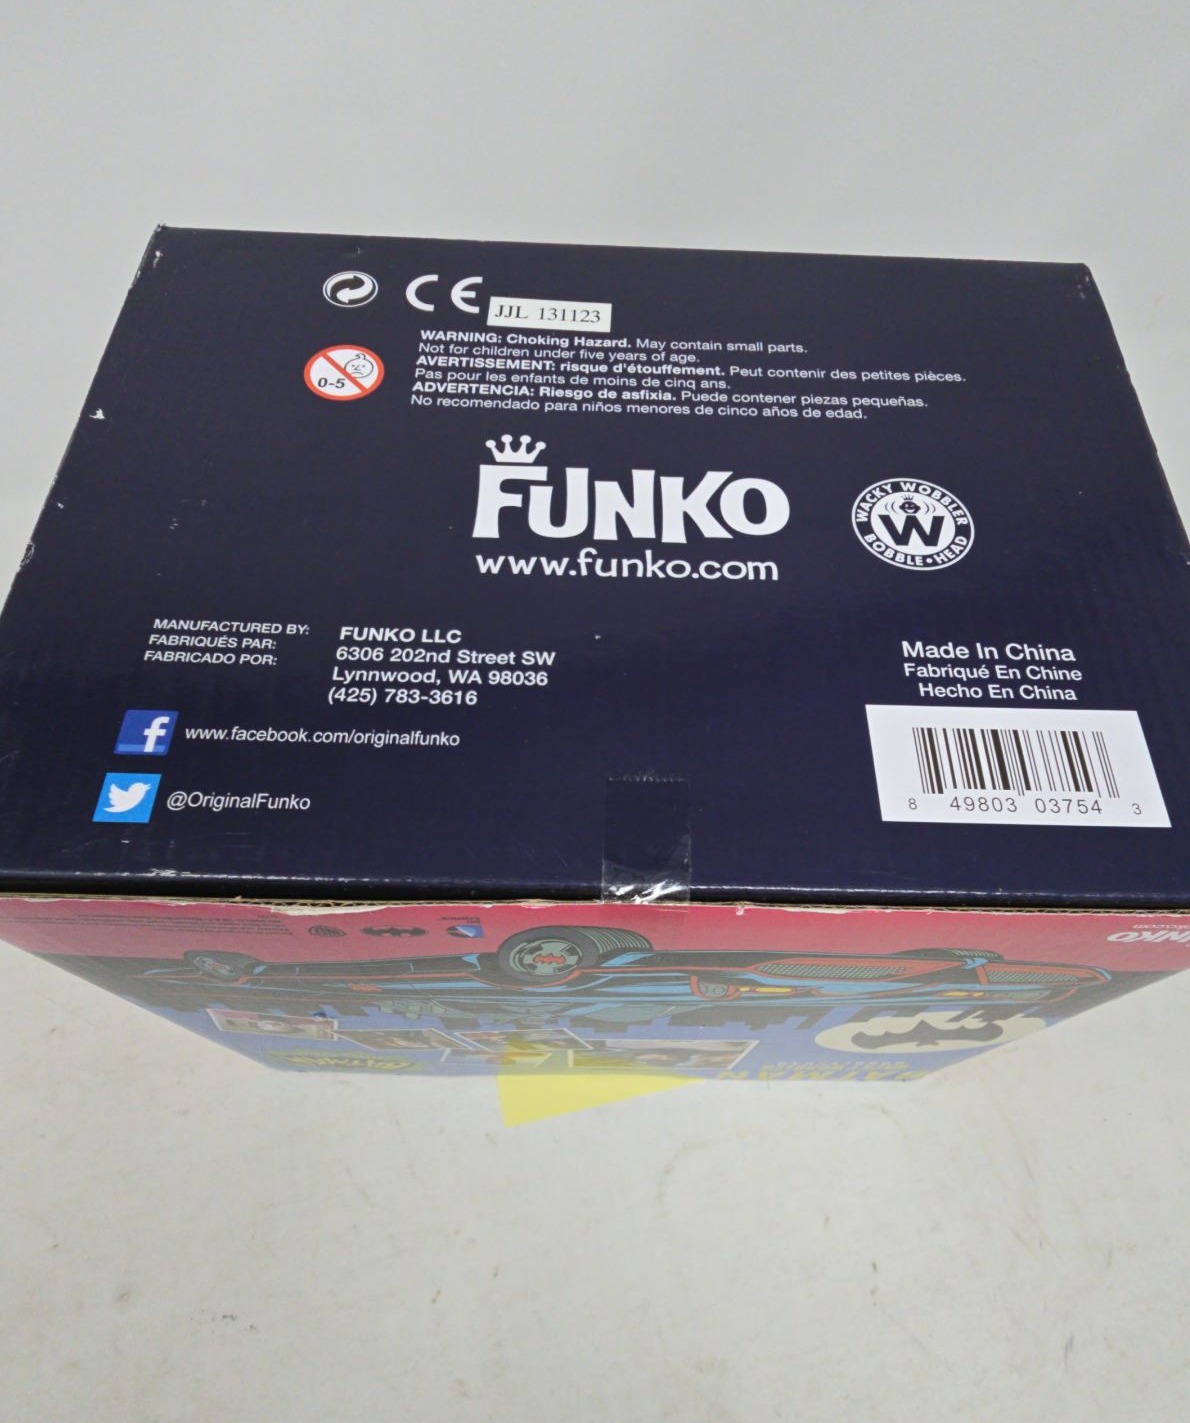 CE
JJL 131123
WARNING: Choking Hazard. May contain small parts.
Not for children under five years of age.
0-5
AVERTISSEMENT: risque d'étouffement. Peut contenir des petites pièces.
Pas pour les enfants de moins de cinq ans.
ADVERTENCIA: Riesgo de asfixia. Puede contener piezas pequeñas.
No recomendado para niños menores de cinco años de edad.
FUNKO
www.funko.com
WACKY WOBBLER
W
BOBBLE•HEAD
MANUFACTURED BY:
FABRIQUÉS PAR:
FABRICADO POR:
FUNKO LLC
6306 202nd Street SW
Lynnwood, WA 98036
(425) 783-3616
f www.facebook.com/originalfunko
@OriginalFunko
Made In China
Fabriqué En Chine
Hecho En China
8 49803 03754 3
BATMAN